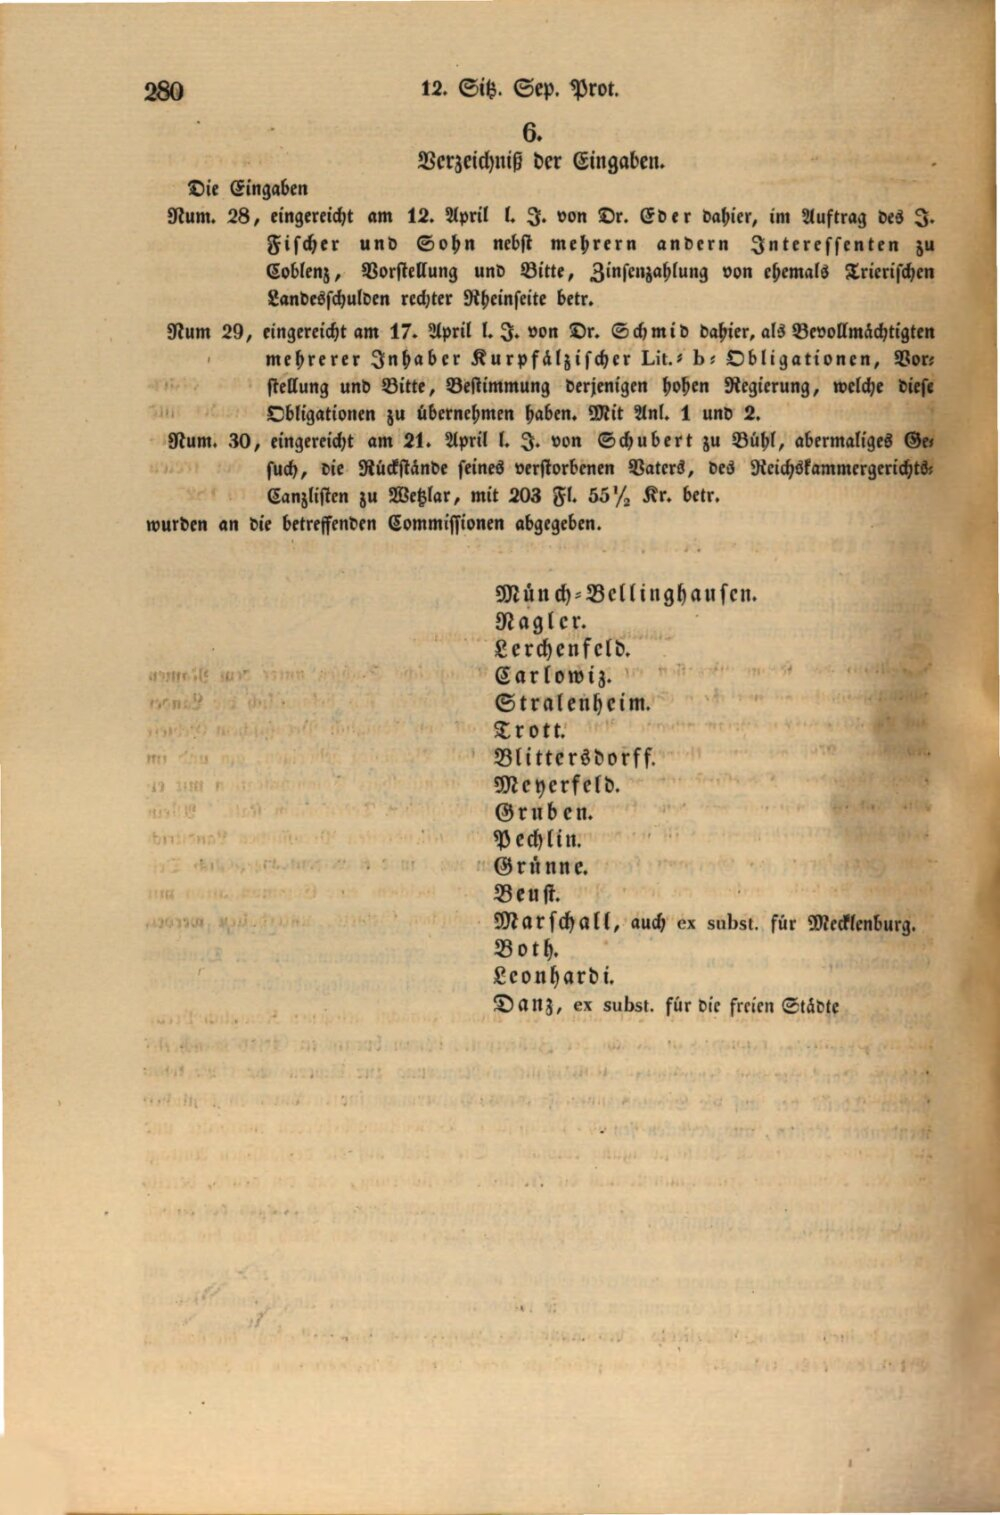 280
12. Sitz. Sep. Prot.
6.
Verzeichniß der Eingaben.
Die Eingaben
Num. 28, eingereicht am 12. April l. J. von Dr. Eder dahier, im Auftrag des J.
Fischer und Sohn nebst mehrern andern Interessenten zu
Coblenz, Vorstellung und Bitte, Zinsenzahlung von ehemals Trierischen
Landesschulden rechter Rheinseite betr.
Num 29, eingereicht am 17. April l. J. von Dr. Schmid dahier, als Bevollmächtigten
mehrerer Inhaber Kurpfälzischer Lit.⸗ b⸗ Obligationen, Vor⸗
stellung und Bitte, Bestimmung derjenigen hohen Regierung, welche diese
Obligationen zu übernehmen haben. Mit Anl. 1 und 2.
Num. 30, eingereicht am 21. April l. J. von Schubert zu Bühl, abermaliges Ge⸗
such, die Rückstände seines verstorbenen Vaters, des Reichskammergerichts⸗
Canzlisten zu Wetzlar, mit 203 Fl. 55½ Kr. betr.
wurden an die betreffenden Commissionen abgegeben.
Münch⸗Bellinghausen.
Nagler.
Lerchenfeld.
Carlowiz.
Stralenheim.
Trott.
Blittersdorff.
Meyerfeld.
Gruben.
Pechlin.
Grünne.
Beust.
Marschall, auch ex subst. für Mecklenburg.
Both.
Leonhardi.
Danz, ex subst. für die freien Städte